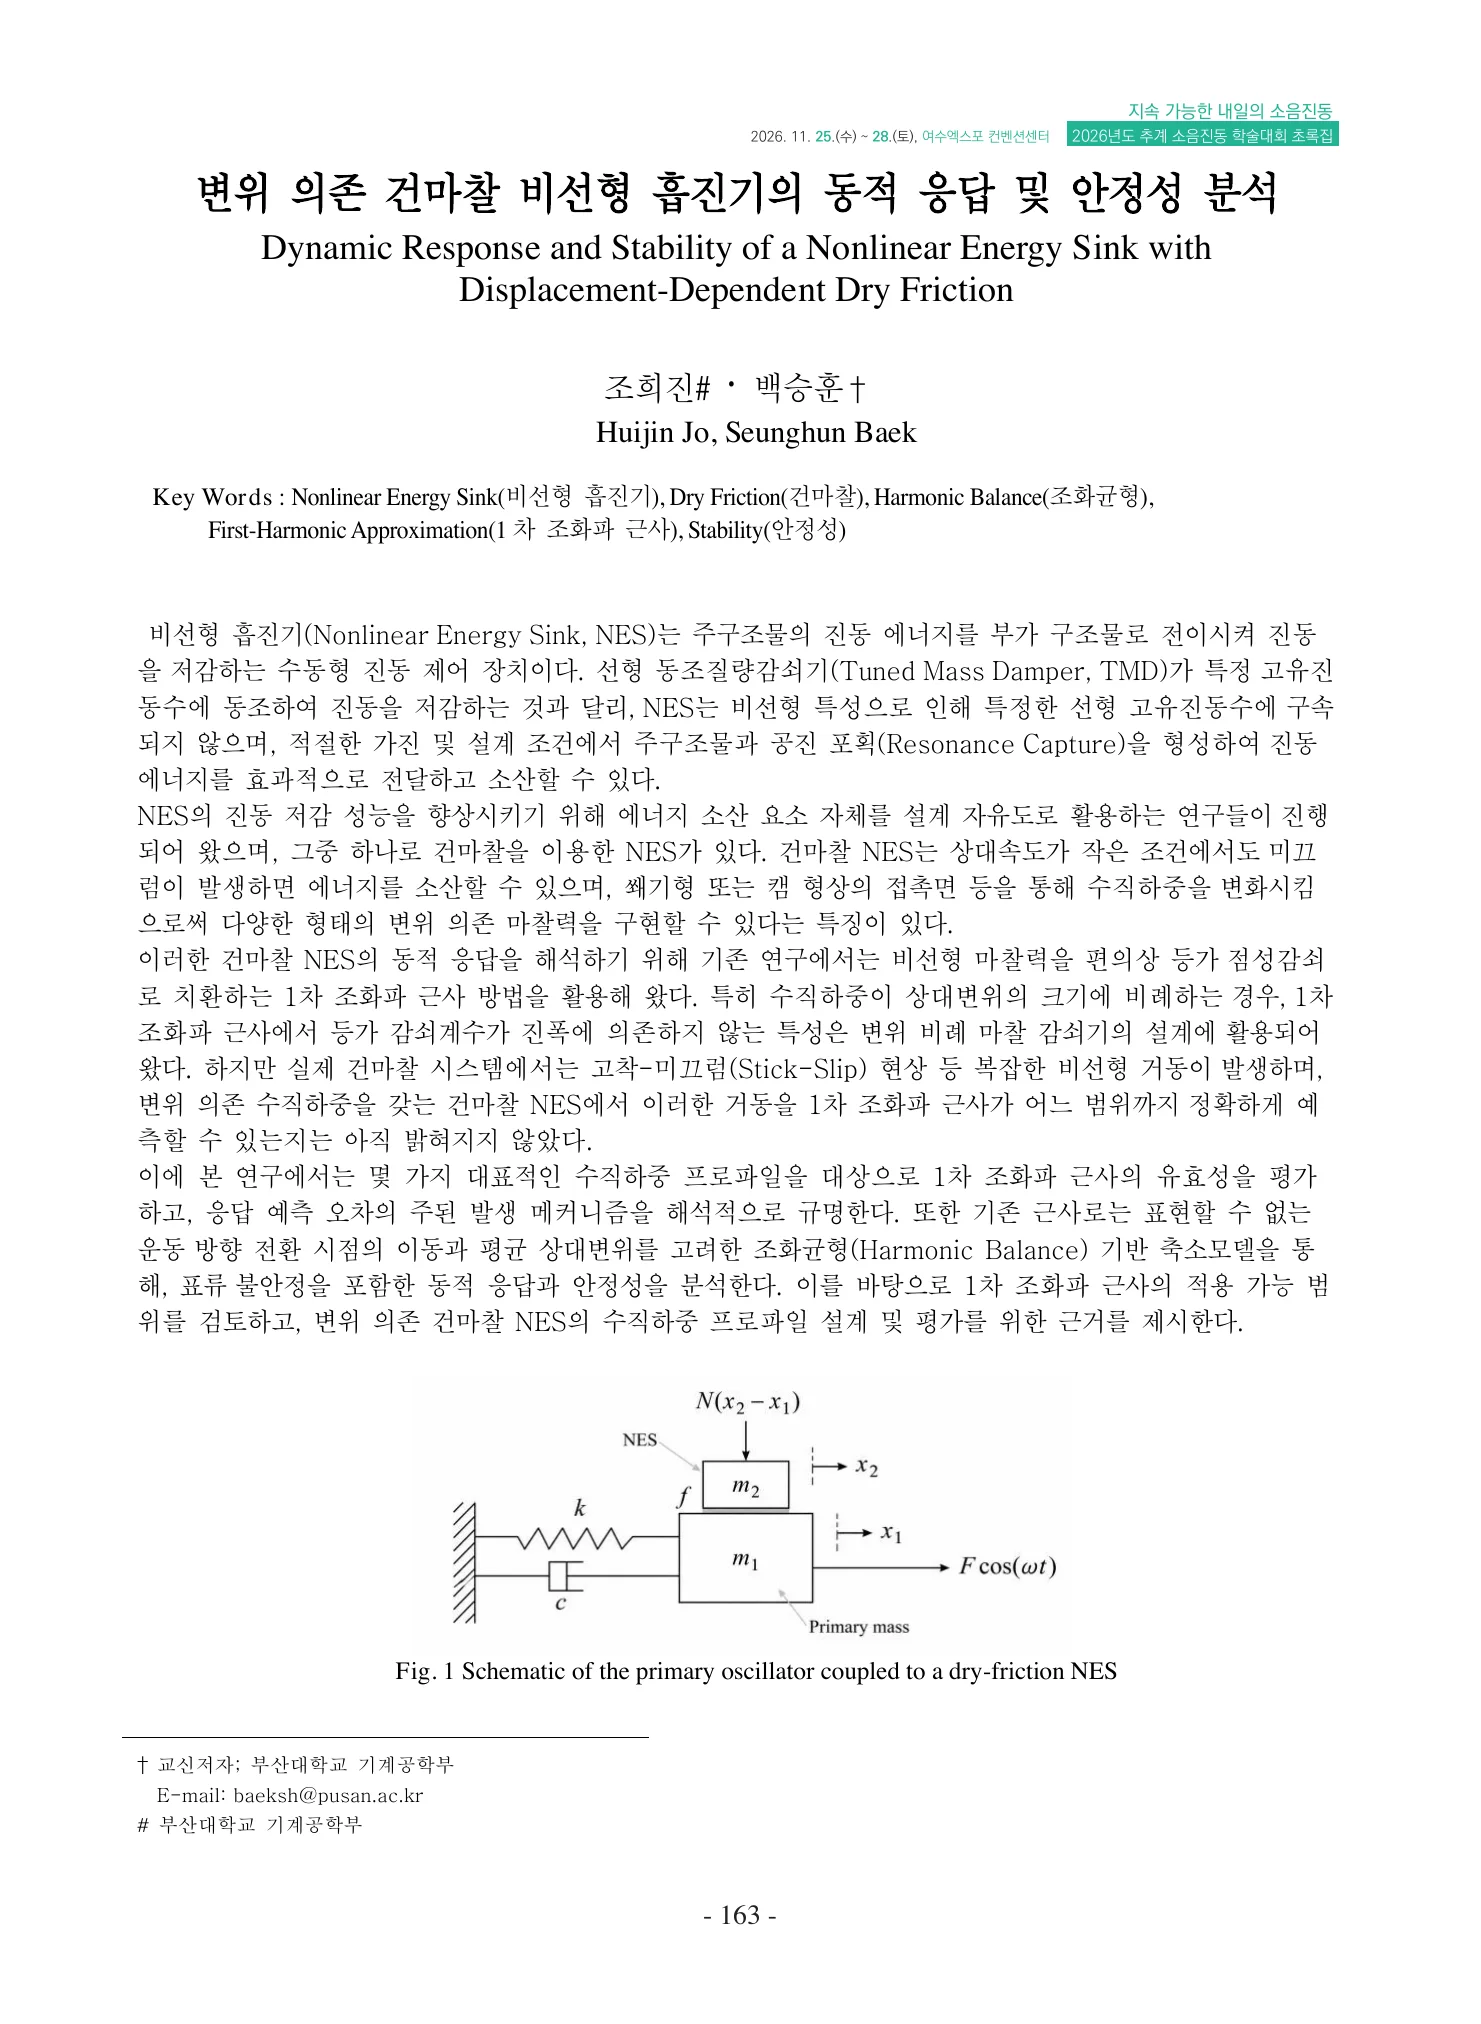 지속 가능한 내일의 소음진동
2026. 11. 25.(수) ~ 28.(토), 여수엑스포 컨벤션센터 2026년도 추계 소음진동 학술대회 초록집
변위 의존 건마찰 비선형 흡진기의 동적 응답 및 안정성 분석
Dynamic Response and Stability of a Nonlinear Energy Sink with
Displacement-Dependent Dry Friction
조희진# · 백승훈†
Huijin Jo, Seunghun Baek
Key Words : Nonlinear Energy Sink(비선형 흡진기), Dry Friction(건마찰), Harmonic Balance(조화균형),
First-Harmonic Approximation(1 차 조화파 근사), Stability(안정성)
비선형 흡진기(Nonlinear Energy Sink, NES)는 주구조물의 진동 에너지를 부가 구조물로 전이시켜 진동
을 저감하는 수동형 진동 제어 장치이다. 선형 동조질량감쇠기(Tuned Mass Damper, TMD)가 특정 고유진
동수에 동조하여 진동을 저감하는 것과 달리, NES는 비선형 특성으로 인해 특정한 선형 고유진동수에 구속
되지 않으며, 적절한 가진 및 설계 조건에서 주구조물과 공진 포획(Resonance Capture)을 형성하여 진동
에너지를 효과적으로 전달하고 소산할 수 있다.
NES의 진동 저감 성능을 향상시키기 위해 에너지 소산 요소 자체를 설계 자유도로 활용하는 연구들이 진행
되어 왔으며, 그중 하나로 건마찰을 이용한 NES가 있다. 건마찰 NES는 상대속도가 작은 조건에서도 미끄
럼이 발생하면 에너지를 소산할 수 있으며, 쐐기형 또는 캠 형상의 접촉면 등을 통해 수직하중을 변화시킴
으로써 다양한 형태의 변위 의존 마찰력을 구현할 수 있다는 특징이 있다.
이러한 건마찰 NES의 동적 응답을 해석하기 위해 기존 연구에서는 비선형 마찰력을 편의상 등가 점성감쇠
로 치환하는 1차 조화파 근사 방법을 활용해 왔다. 특히 수직하중이 상대변위의 크기에 비례하는 경우, 1차
조화파 근사에서 등가 감쇠계수가 진폭에 의존하지 않는 특성은 변위 비례 마찰 감쇠기의 설계에 활용되어
왔다. 하지만 실제 건마찰 시스템에서는 고착-미끄럼(Stick-Slip) 현상 등 복잡한 비선형 거동이 발생하며,
변위 의존 수직하중을 갖는 건마찰 NES에서 이러한 거동을 1차 조화파 근사가 어느 범위까지 정확하게 예
측할 수 있는지는 아직 밝혀지지 않았다.
이에 본 연구에서는 몇 가지 대표적인 수직하중 프로파일을 대상으로 1차 조화파 근사의 유효성을 평가
하고, 응답 예측 오차의 주된 발생 메커니즘을 해석적으로 규명한다. 또한 기존 근사로는 표현할 수 없는
운동 방향 전환 시점의 이동과 평균 상대변위를 고려한 조화균형(Harmonic Balance) 기반 축소모델을 통
해, 표류 불안정을 포함한 동적 응답과 안정성을 분석한다. 이를 바탕으로 1차 조화파 근사의 적용 가능 범
위를 검토하고, 변위 의존 건마찰 NES의 수직하중 프로파일 설계 및 평가를 위한 근거를 제시한다.
N(x₂ − x₁)
NES
x₂
m₂
f
k
x₁
m₁
F cos(ωt)
c
Primary mass
Fig. 1 Schematic of the primary oscillator coupled to a dry-friction NES
† 교신저자; 부산대학교 기계공학부
E-mail: baeksh@pusan.ac.kr
# 부산대학교 기계공학부
- 163 -